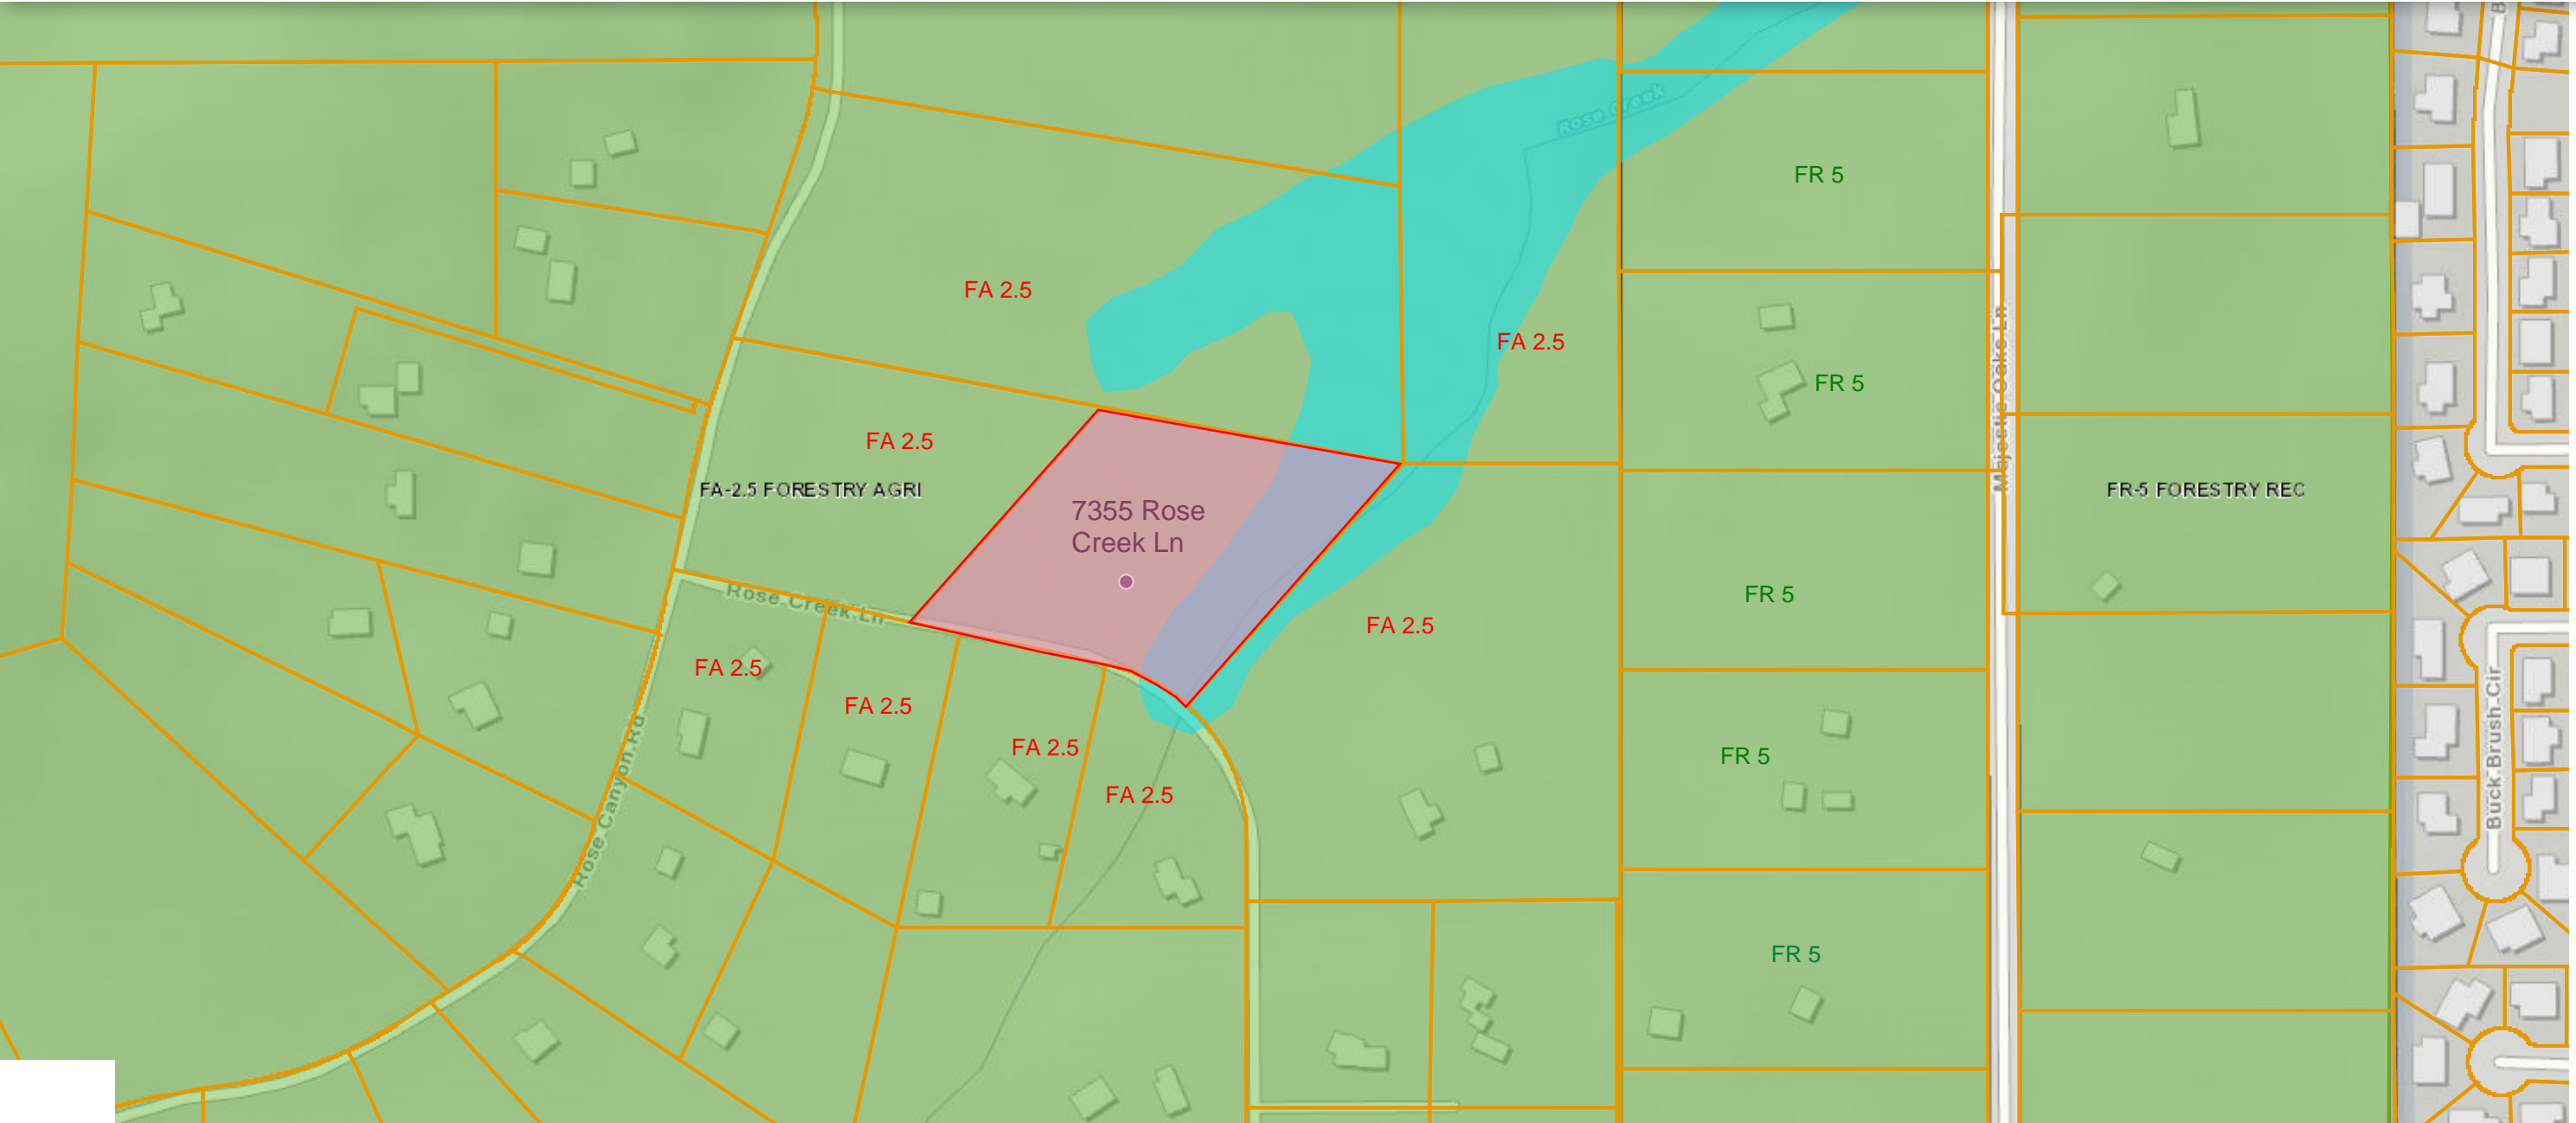 B
Rose Creek
FR 5
FA 2.5
FA 2.5
Majestic Oaks Ln
FR 5
FA 2.5
FA-2.5 FORESTRY AGRI
FR-5 FORESTRY REC
7355 Rose
Creek Ln
Rose Creek Ln
FR 5
FA 2.5
FA 2.5
FA 2.5
FA 2.5
FR 5
Rose Canyon Rd
Buck Brush Cir
FA 2.5
FR 5